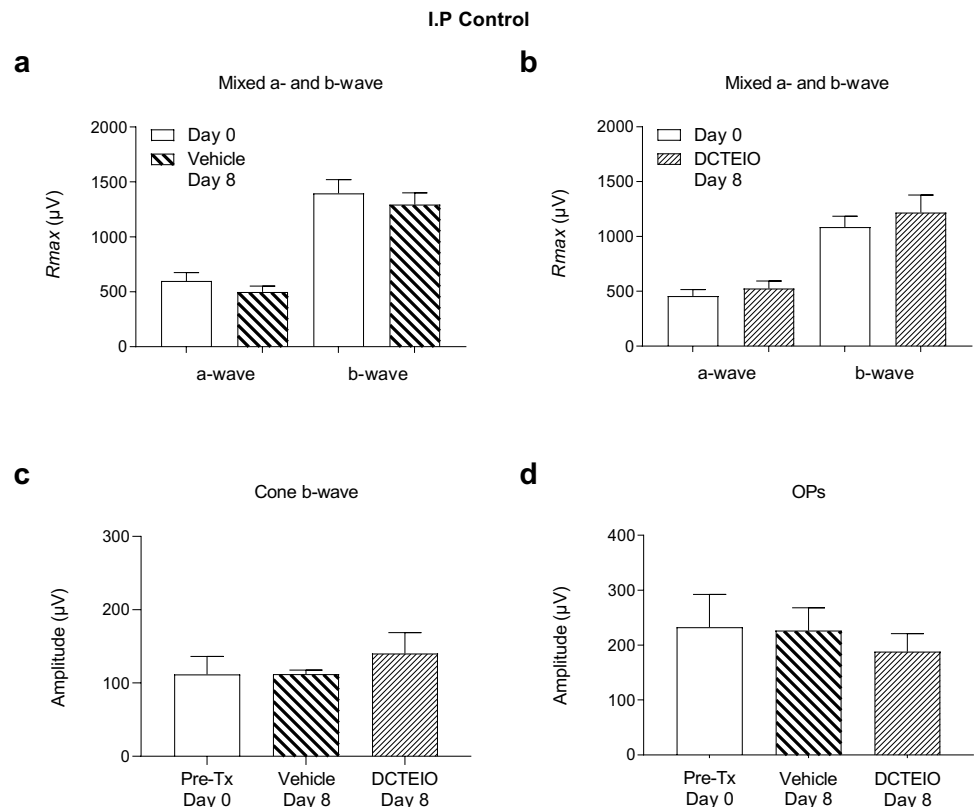 I.P Control
a
Mixed a- and b-wave
Rmax (µV)
2000
1500
1000
500
0
Day 0
Vehicle
Day 8
a-wave
b-wave
b
Mixed a- and b-wave
Rmax (µV)
2000
1500
1000
500
0
Day 0
DCTEIO
Day 8
a-wave
b-wave
c
Cone b-wave
Amplitude (µV)
300
200
100
0
Pre-Tx
Day 0
Vehicle
Day 8
DCTEIO
Day 8
d
OPs
Amplitude (µV)
400
300
200
100
0
Pre-Tx
Day 0
Vehicle
Day 8
DCTEIO
Day 8